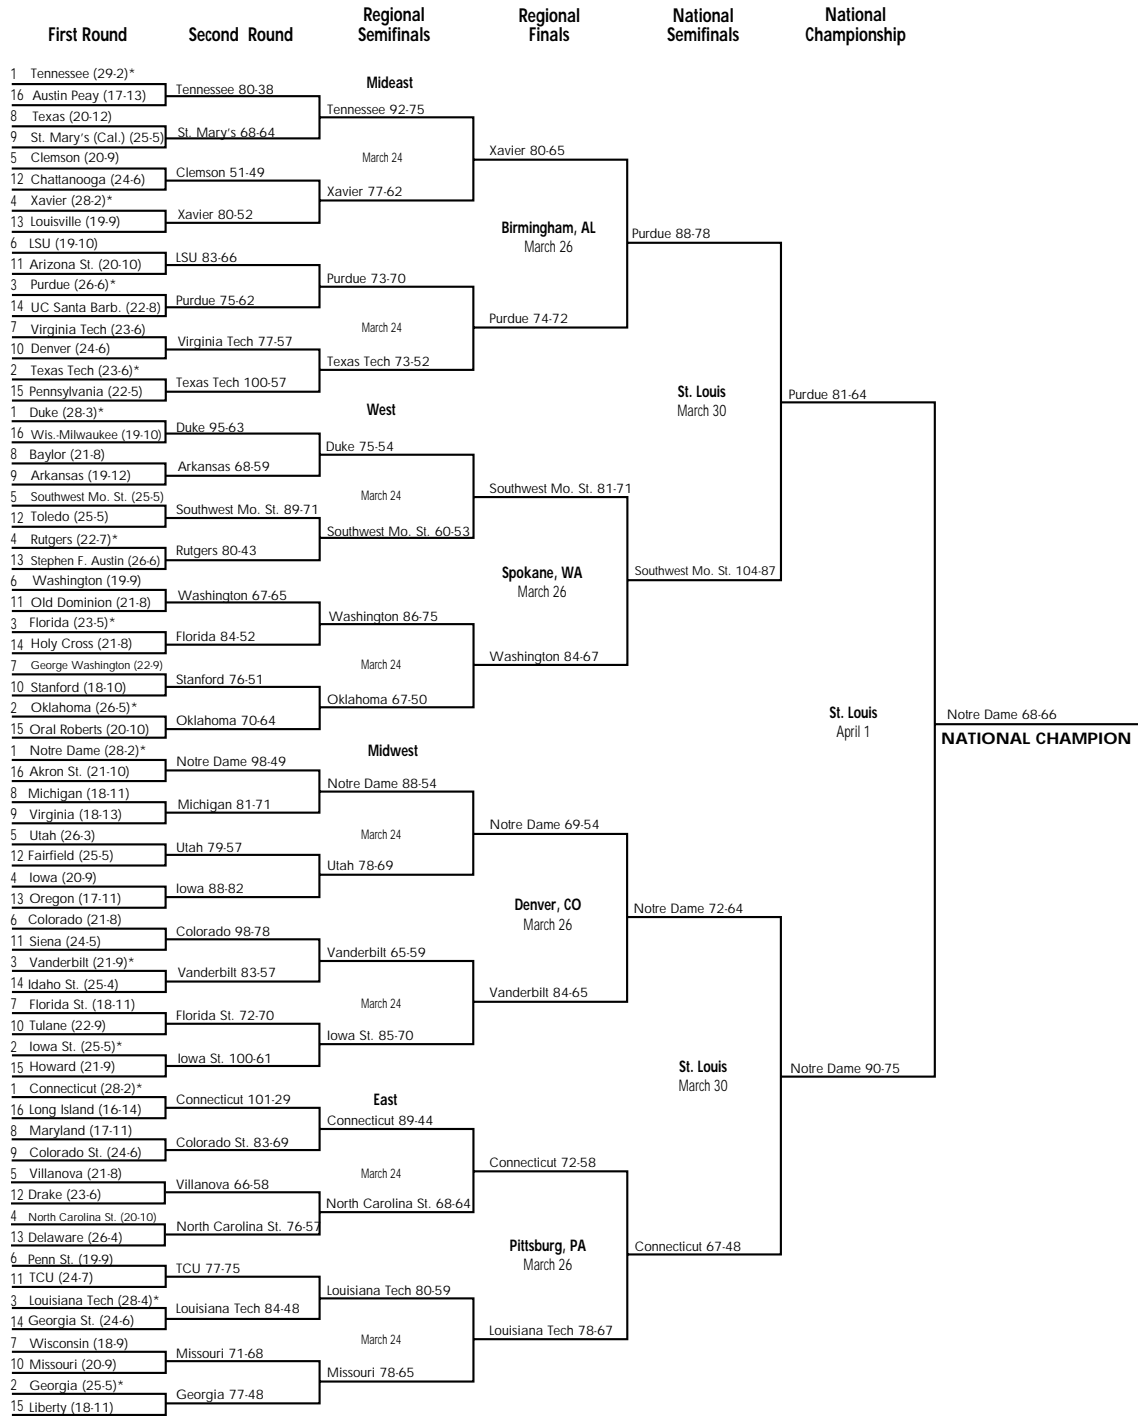 First Round
Second Round
Regional
Semifinals
Regional
Finals
National
Semifinals
National
Championship
1 Tennessee (29-2)*
16 Austin Peay (17-13)
8 Texas (20-12)
9 St. Mary's (Cal.) (25-5)
5 Clemson (20-9)
12 Chattanooga (24-6)
4 Xavier (28-2)*
13 Louisville (19-9)
6 LSU (19-10)
11 Arizona St. (20-10)
3 Purdue (26-6)*
14 UC Santa Barb. (22-8)
7 Virginia Tech (23-6)
10 Denver (24-6)
2 Texas Tech (23-6)*
15 Pennsylvania (22-5)
1 Duke (28-3)*
16 Wis.-Milwaukee (19-10)
8 Baylor (21-8)
9 Arkansas (19-12)
5 Southwest Mo. St. (25-5)
12 Toledo (25-5)
4 Rutgers (22-7)*
13 Stephen F. Austin (26-6)
6 Washington (19-9)
11 Old Dominion (21-8)
3 Florida (23-5)*
14 Holy Cross (21-8)
7 George Washington (22-9)
10 Stanford (18-10)
2 Oklahoma (26-5)*
15 Oral Roberts (20-10)
1 Notre Dame (28-2)*
16 Akron St. (21-10)
8 Michigan (18-11)
9 Virginia (18-13)
5 Utah (26-3)
12 Fairfield (25-5)
4 Iowa (20-9)
13 Oregon (17-11)
6 Colorado (21-8)
11 Siena (24-5)
3 Vanderbilt (21-9)*
14 Idaho St. (25-4)
7 Florida St. (18-11)
10 Tulane (22-9)
2 Iowa St. (25-5)*
15 Howard (21-9)
1 Connecticut (28-2)*
16 Long Island (16-14)
8 Maryland (17-11)
9 Colorado St. (24-6)
5 Villanova (21-8)
12 Drake (23-6)
4 North Carolina St. (20-10)
13 Delaware (26-4)
6 Penn St. (19-9)
11 TCU (24-7)
3 Louisiana Tech (28-4)*
14 Georgia St. (24-6)
7 Wisconsin (18-9)
10 Missouri (20-9)
2 Georgia (25-5)*
15 Liberty (18-11)
Tennessee 80-38
St. Mary's 68-64
Clemson 51-49
Xavier 80-52
LSU 83-66
Purdue 75-62
Virginia Tech 77-57
Texas Tech 100-57
Duke 95-63
Arkansas 68-59
Southwest Mo. St. 89-71
Rutgers 80-43
Washington 67-65
Florida 84-52
Stanford 76-51
Oklahoma 70-64
Notre Dame 98-49
Michigan 81-71
Utah 79-57
Iowa 88-82
Colorado 98-78
Vanderbilt 83-57
Florida St. 72-70
Iowa St. 100-61
Connecticut 101-29
Colorado St. 83-69
Villanova 66-58
North Carolina St. 76-57
TCU 77-75
Louisiana Tech 84-48
Missouri 71-68
Georgia 77-48
Mideast
Tennessee 92-75
March 24
Xavier 77-62
Purdue 73-70
March 24
Texas Tech 73-52
West
Duke 75-54
March 24
Southwest Mo. St. 60-53
Washington 86-75
March 24
Oklahoma 67-50
Midwest
Notre Dame 88-54
March 24
Utah 78-69
Vanderbilt 65-59
March 24
Iowa St. 85-70
East
Connecticut 89-44
March 24
North Carolina St. 68-64
Louisiana Tech 80-59
March 24
Missouri 78-65
Xavier 80-65
Birmingham, AL
March 26
Purdue 74-72
Southwest Mo. St. 81-71
Spokane, WA
March 26
Washington 84-67
Notre Dame 69-54
Denver, CO
March 26
Vanderbilt 84-65
Connecticut 72-58
Pittsburg, PA
March 26
Louisiana Tech 78-67
Purdue 88-78
St. Louis
March 30
Southwest Mo. St. 104-87
Notre Dame 72-64
St. Louis
March 30
Connecticut 67-48
Purdue 81-64
St. Louis
April 1
Notre Dame 90-75
Notre Dame 68-66
NATIONAL CHAMPION